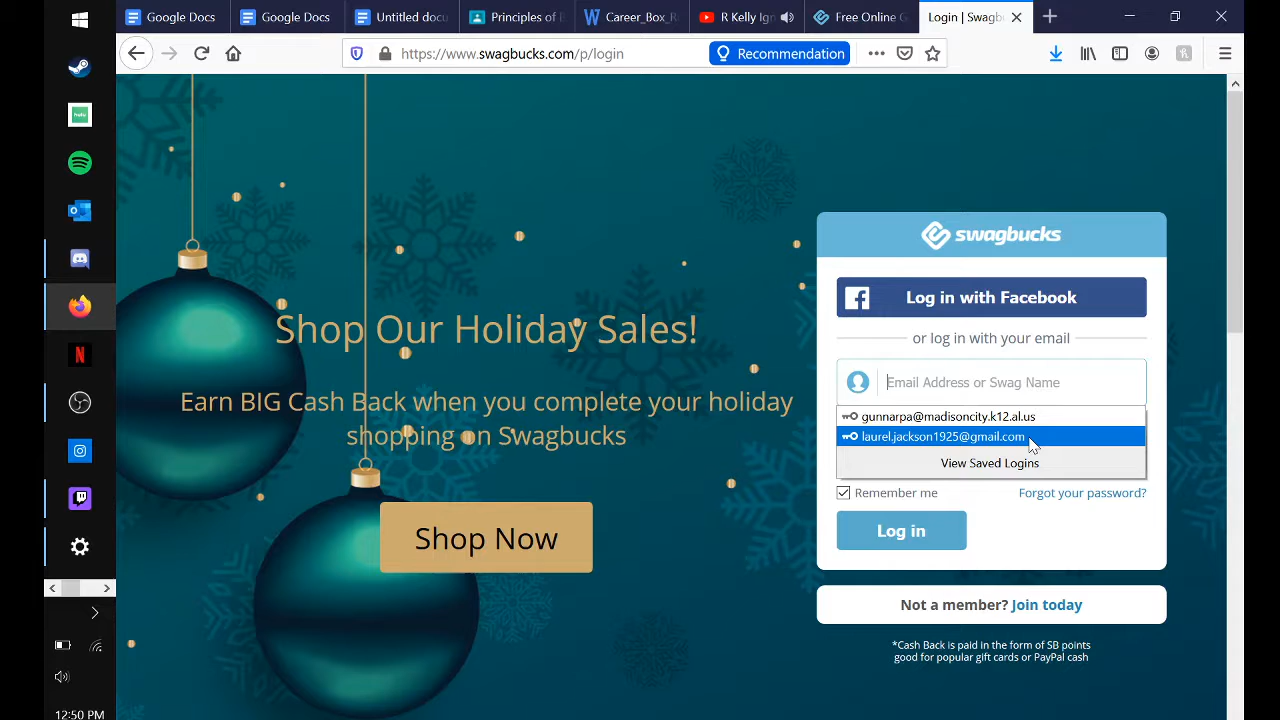 Google Docs
Google Docs
Untitled docu
Principles of B
Career_Box_R
R Kelly Ign
Free Online G
Login | Swagb
https://www.swagbucks.com/p/login
Recommendation
hulu
Shop Our Holiday Sales!
Earn BIG Cash Back when you complete your holiday
shopping on Swagbucks
Shop Now
swagbucks
Log in with Facebook
or log in with your email
Email Address or Swag Name
gunnarpa@madisoncity.k12.al.us
laurel.jackson1925@gmail.com
View Saved Logins
Remember me
Forgot your password?
Log in
Not a member? Join today
*Cash Back is paid in the form of SB points
good for popular gift cards or PayPal cash
12:50 PM